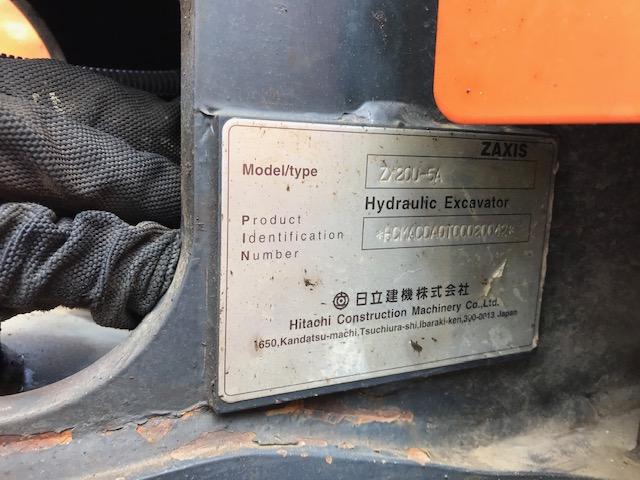 ZAXIS
Model/type ZX20U-5A
Hydraulic Excavator
Product
Identification
Number
日立建機株式会社
Hitachi Construction Machinery Co.,Ltd.
1650,Kandatsu-machi,Tsuchiura-shi,Ibaraki-ken,300-0013 Japan